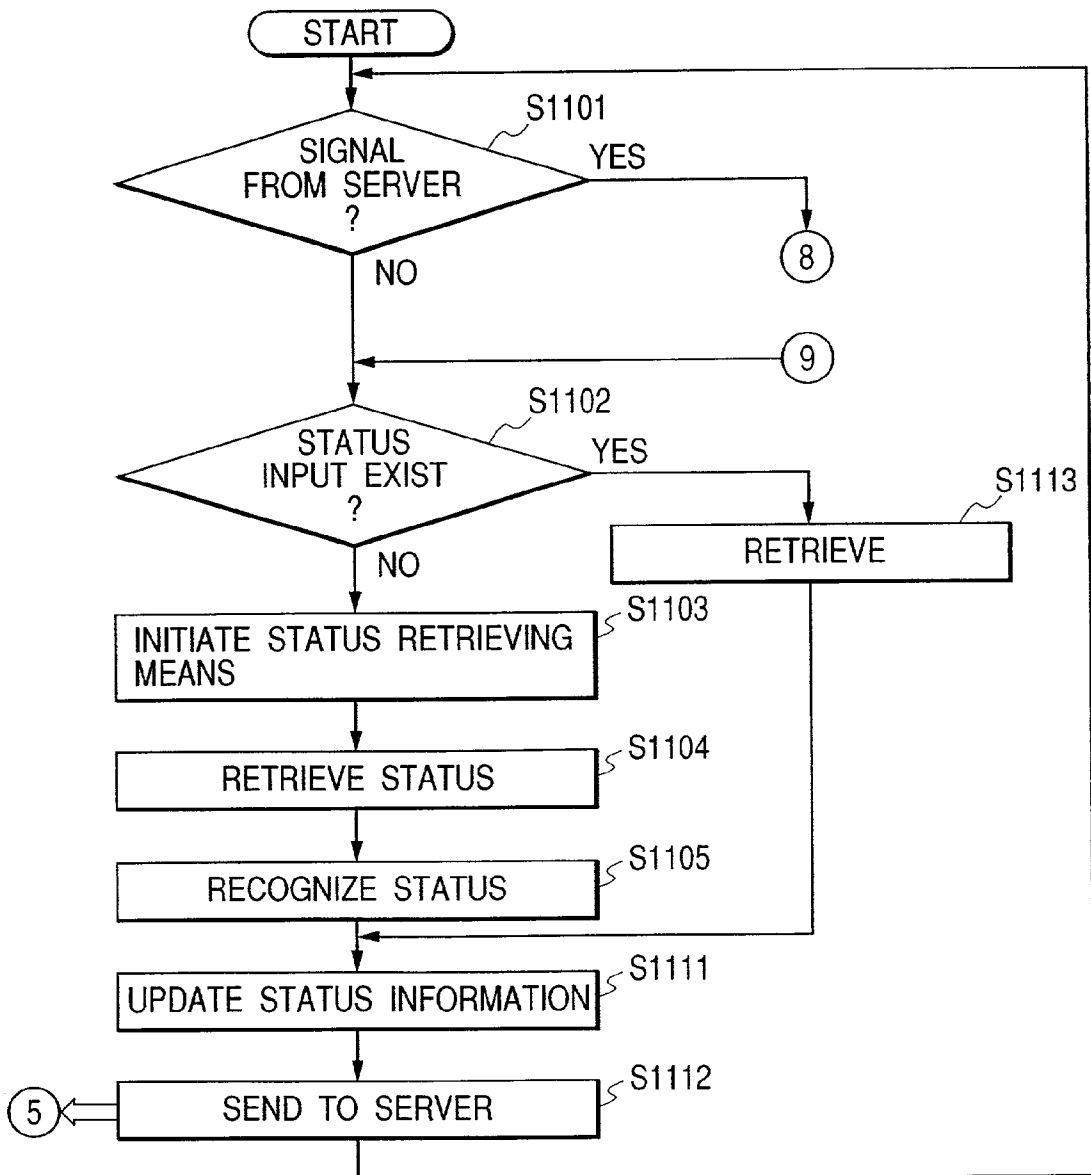 START
S1101
SIGNAL
FROM SERVER
?
YES
NO
8
9
S1102
STATUS
INPUT EXIST
?
YES
NO
S1113
RETRIEVE
S1103
INITIATE STATUS RETRIEVING
MEANS
S1104
RETRIEVE STATUS
S1105
RECOGNIZE STATUS
S1111
UPDATE STATUS INFORMATION
S1112
SEND TO SERVER
5